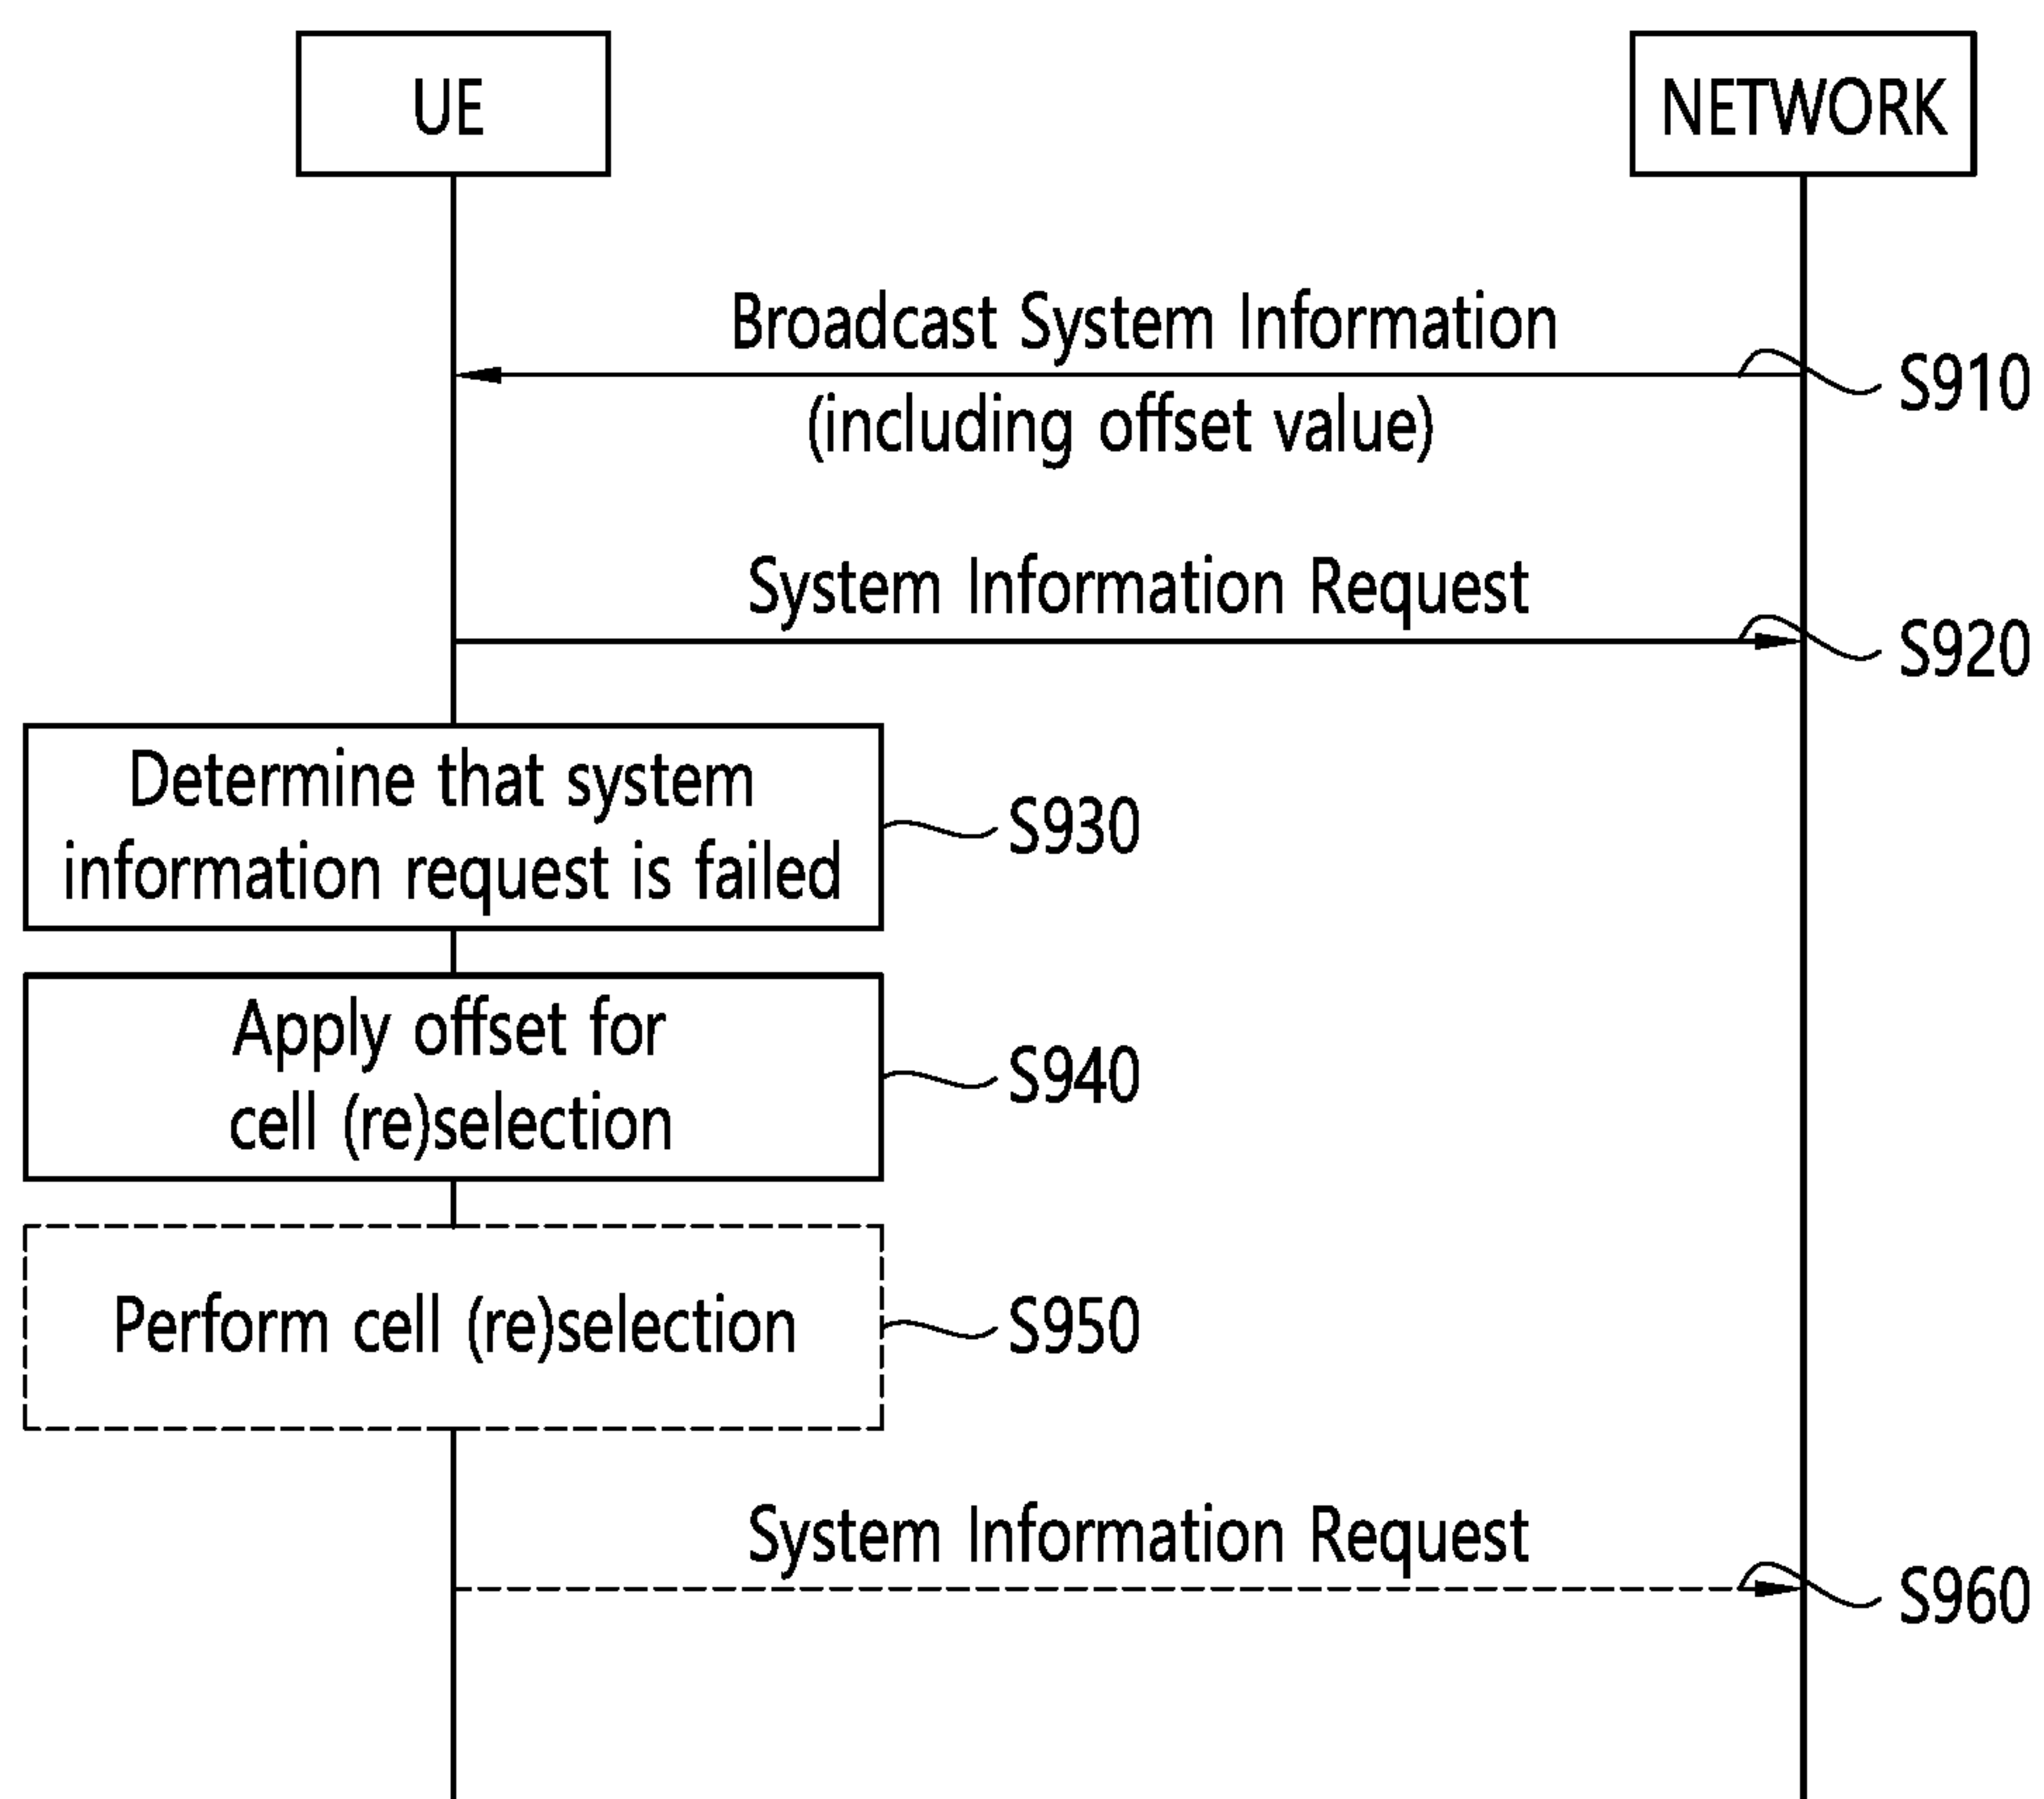 UE
NETWORK
Broadcast System Information
(including offset value)
S910
System Information Request
S920
Determine that system
information request is failed
S930
Apply offset for
cell (re)selection
S940
Perform cell (re)selection
S950
System Information Request
S960